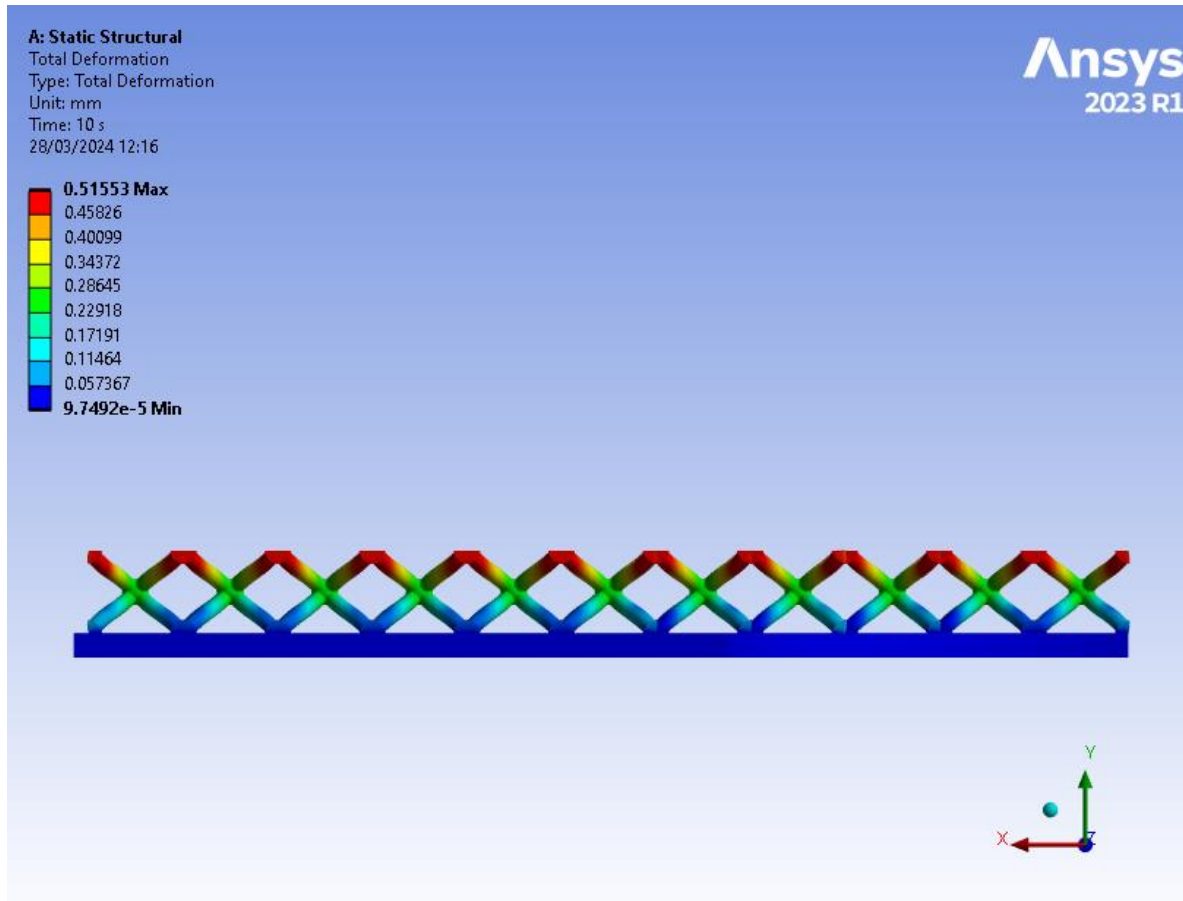 A: Static Structural
Total Deformation
Type: Total Deformation
Unit: mm
Time: 10 s
28/03/2024 12:16
Ansys
2023 R1
0.51553 Max
0.45826
0.40099
0.34372
0.28645
0.22918
0.17191
0.11464
0.057367
9.7492e-5 Min
Y
X
Z